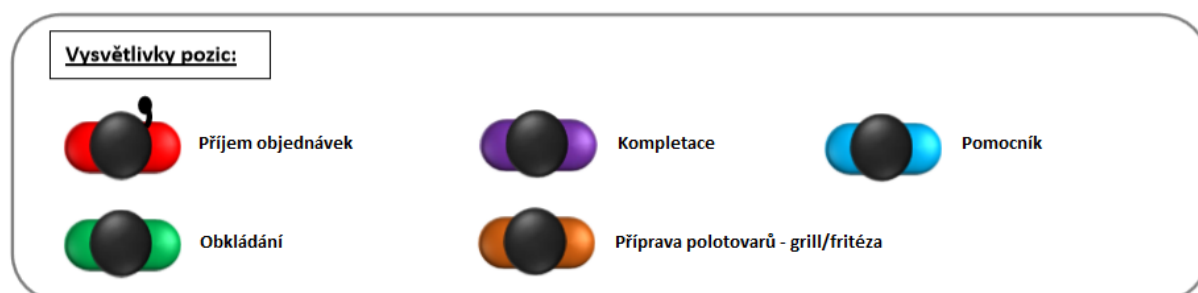 Vysvětlivky pozic:
Příjem objednávek
Kompletace
Pomocník
Obkládání
Příprava polotovarů - grill/fritéza